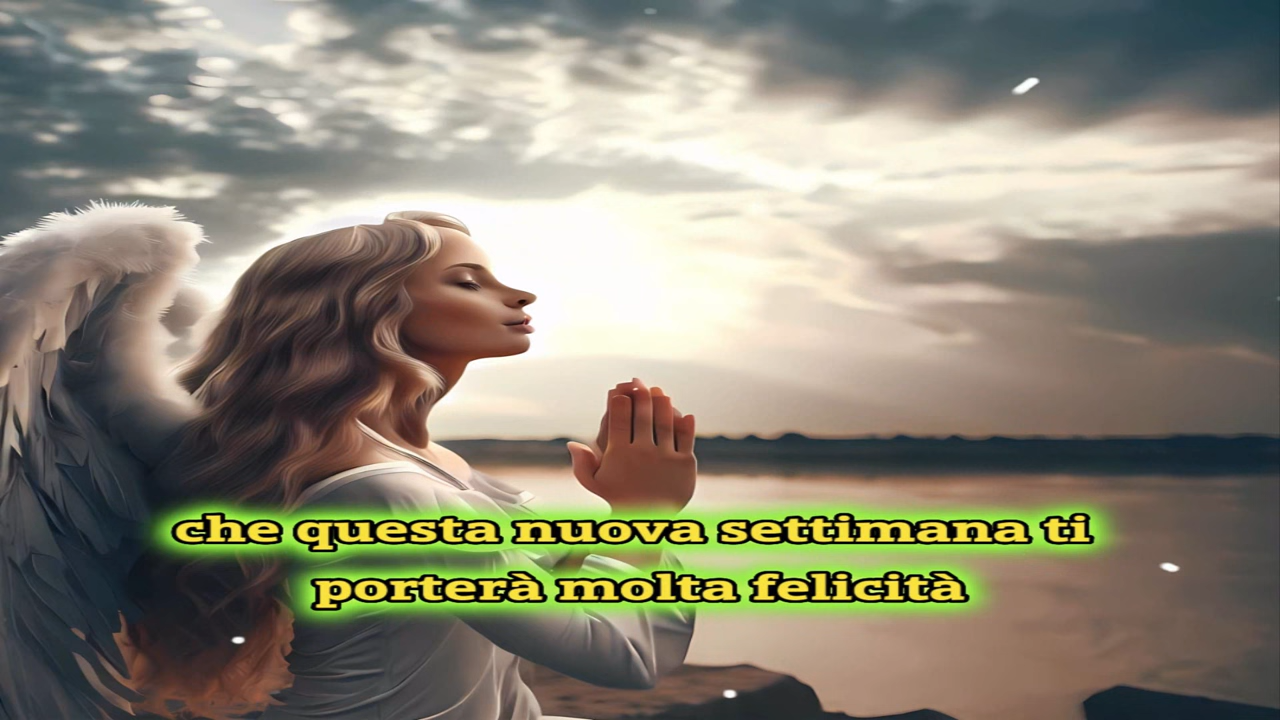 che questa nuova settimana ti
porterà molta felicità